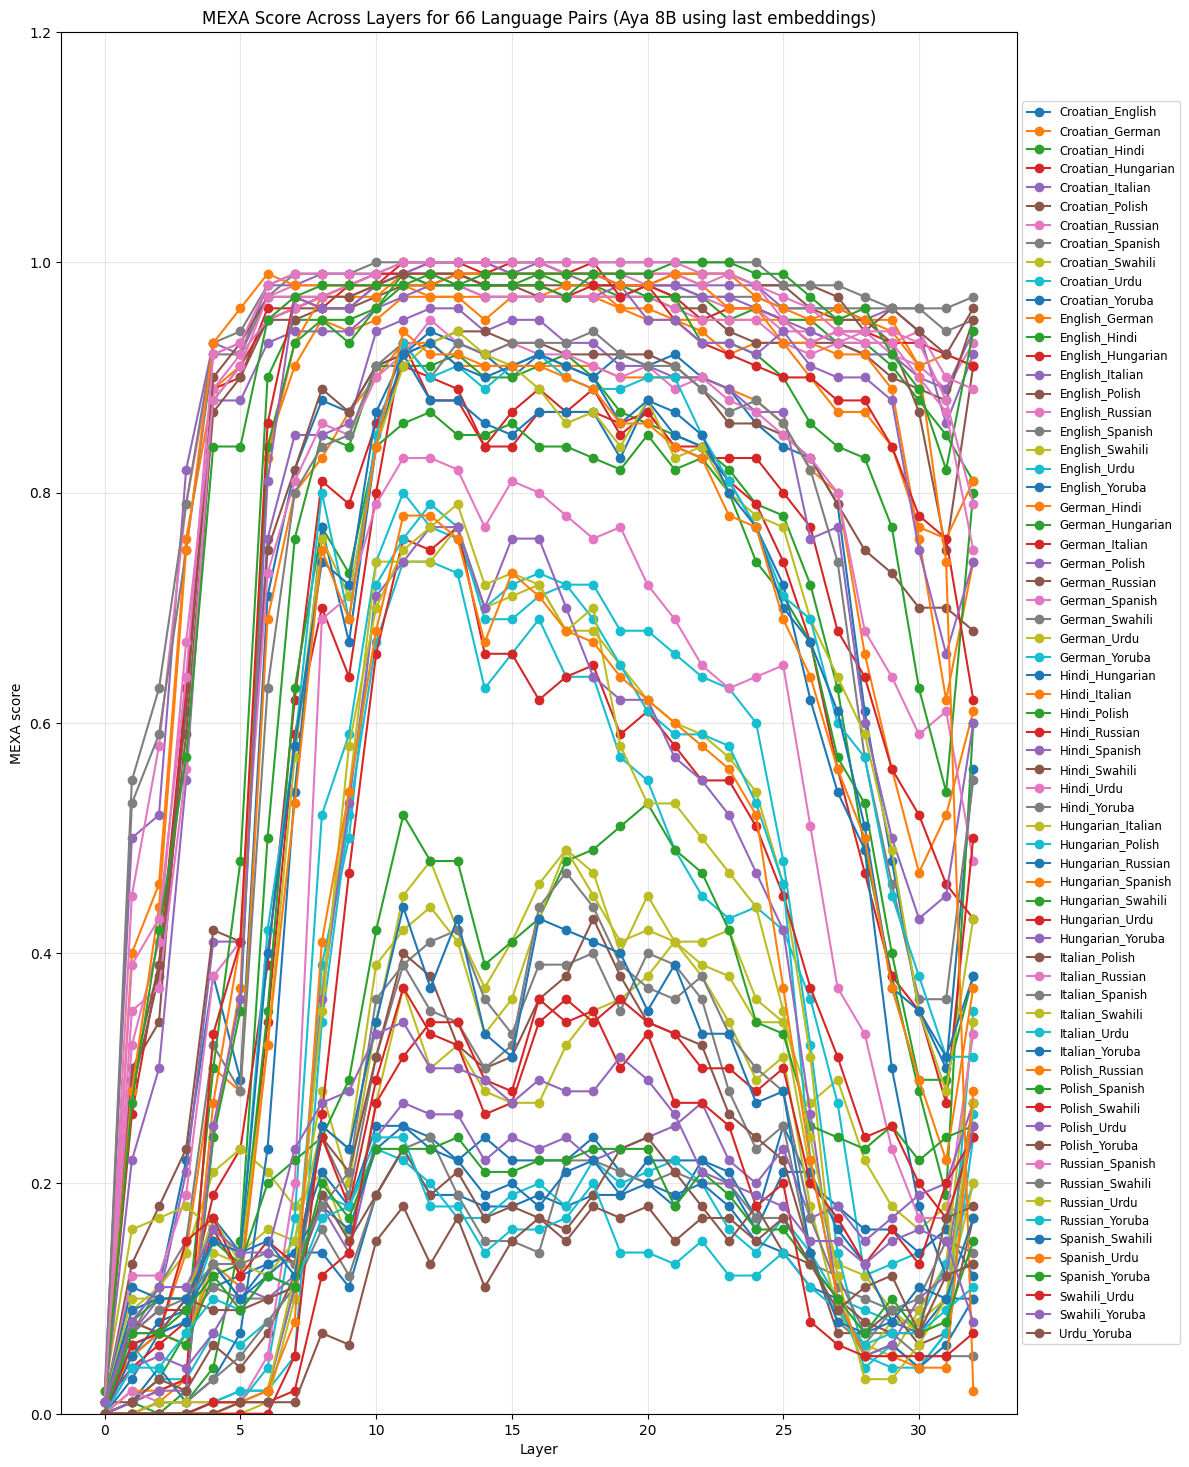 MEXA Score Across Layers for 66 Language Pairs (Aya 8B using last embeddings)
1.2
1.0
0.8
0.6
0.4
0.2
0.0
MEXA score
0
5
10
15
20
25
30
Layer
Croatian_English
Croatian_German
Croatian_Hindi
Croatian_Hungarian
Croatian_Italian
Croatian_Polish
Croatian_Russian
Croatian_Spanish
Croatian_Swahili
Croatian_Urdu
Croatian_Yoruba
English_German
English_Hindi
English_Hungarian
English_Italian
English_Polish
English_Russian
English_Spanish
English_Swahili
English_Urdu
English_Yoruba
German_Hindi
German_Hungarian
German_Italian
German_Polish
German_Russian
German_Spanish
German_Swahili
German_Urdu
German_Yoruba
Hindi_Hungarian
Hindi_Italian
Hindi_Polish
Hindi_Russian
Hindi_Spanish
Hindi_Swahili
Hindi_Urdu
Hindi_Yoruba
Hungarian_Italian
Hungarian_Polish
Hungarian_Russian
Hungarian_Spanish
Hungarian_Swahili
Hungarian_Urdu
Hungarian_Yoruba
Italian_Polish
Italian_Russian
Italian_Spanish
Italian_Swahili
Italian_Urdu
Italian_Yoruba
Polish_Russian
Polish_Spanish
Polish_Swahili
Polish_Urdu
Polish_Yoruba
Russian_Spanish
Russian_Swahili
Russian_Urdu
Russian_Yoruba
Spanish_Swahili
Spanish_Urdu
Spanish_Yoruba
Swahili_Urdu
Swahili_Yoruba
Urdu_Yoruba